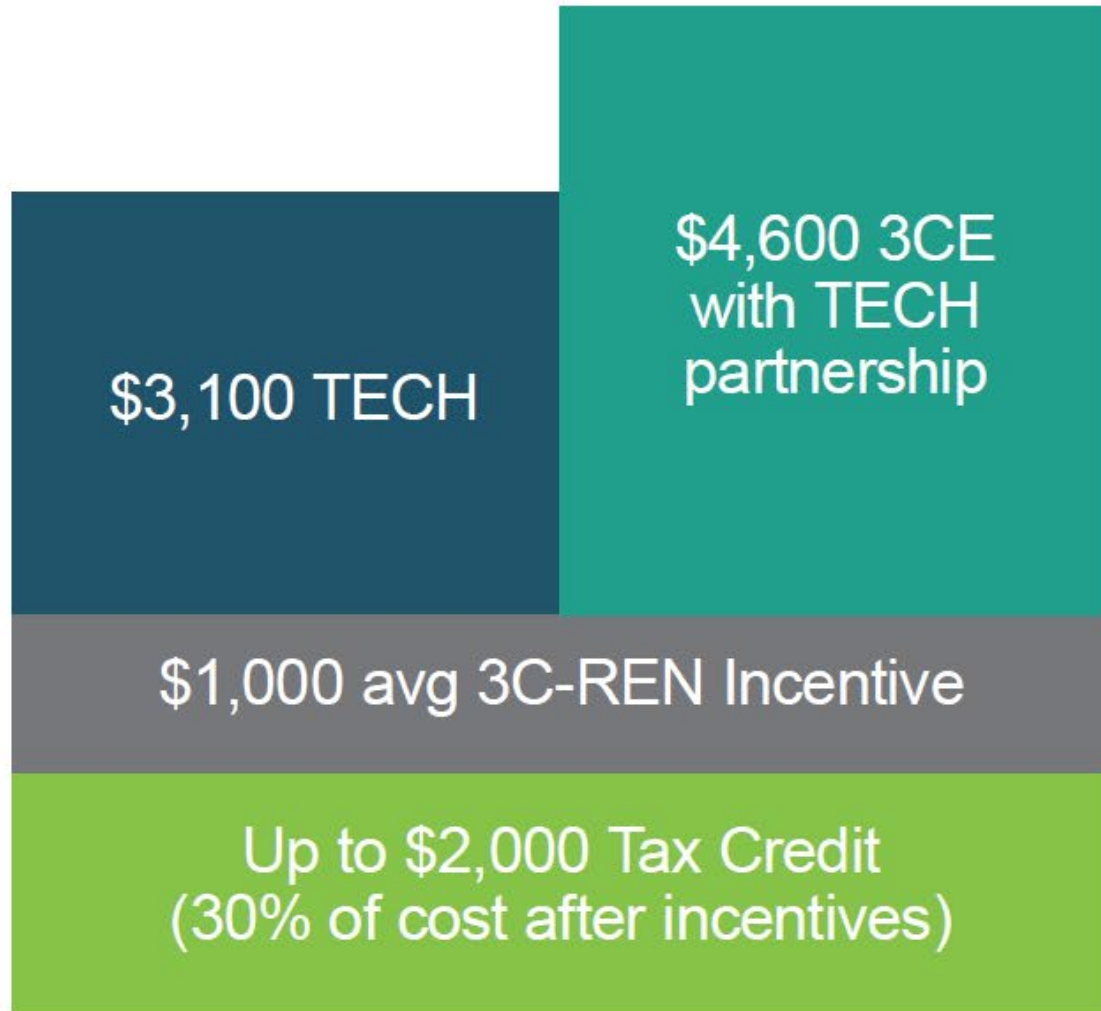 $3,100 TECH
$4,600 3CE
with TECH
partnership
$1,000 avg 3C-REN Incentive
Up to $2,000 Tax Credit
(30% of cost after incentives)